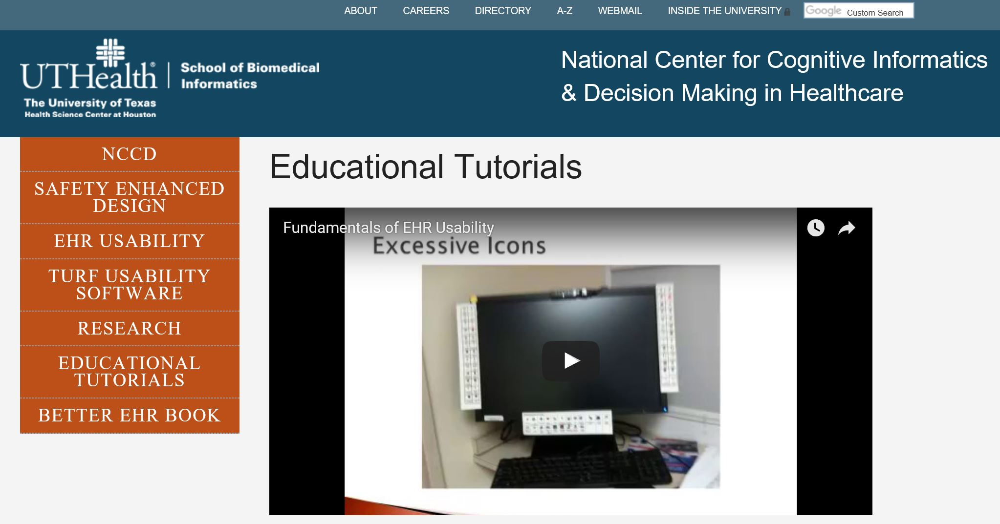 ABOUT CAREERS DIRECTORY A-Z WEBMAIL INSIDE THE UNIVERSITY Google Custom Search
UTHealth®
School of Biomedical
Informatics
The University of Texas
Health Science Center at Houston
National Center for Cognitive Informatics
& Decision Making in Healthcare
NCCD
SAFETY ENHANCED
DESIGN
EHR USABILITY
TURF USABILITY
SOFTWARE
RESEARCH
EDUCATIONAL
TUTORIALS
BETTER EHR BOOK
Educational Tutorials
Fundamentals of EHR Usability
Excessive Icons